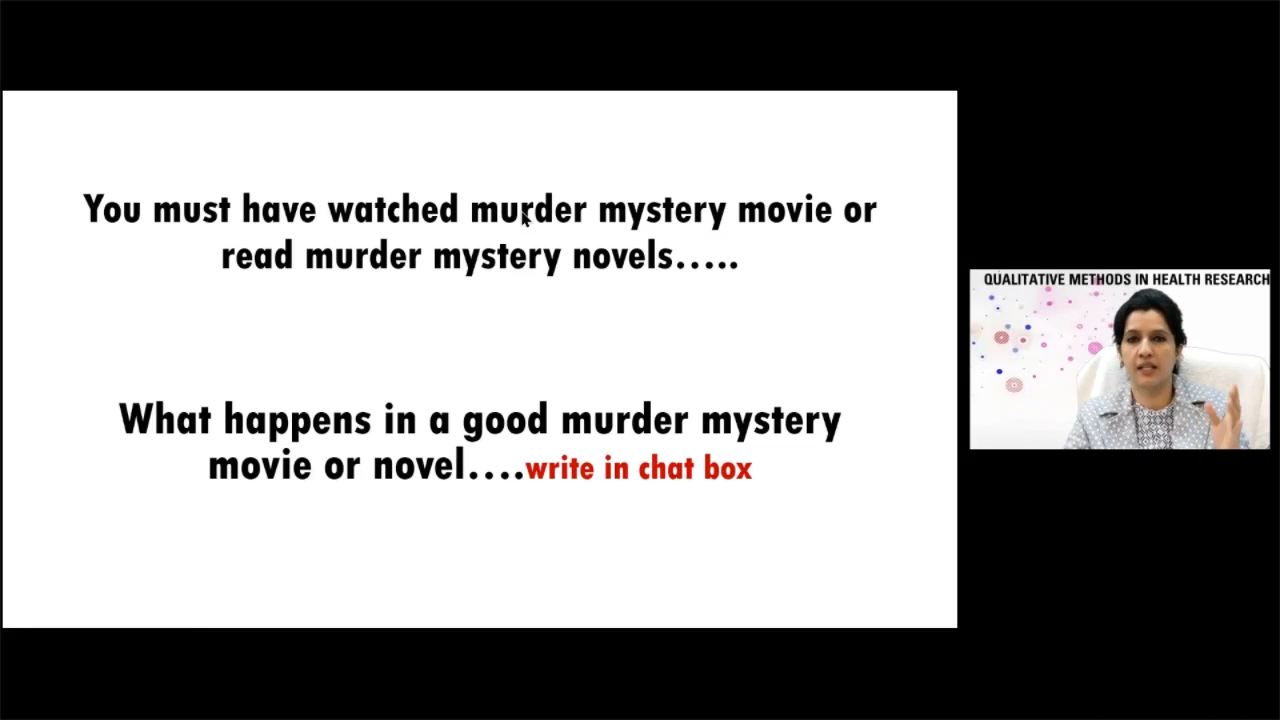 You must have watched murder mystery movie or
read murder mystery novels.....
What happens in a good murder mystery
movie or novel....write in chat box
QUALITATIVE METHODS IN HEALTH RESEARCH